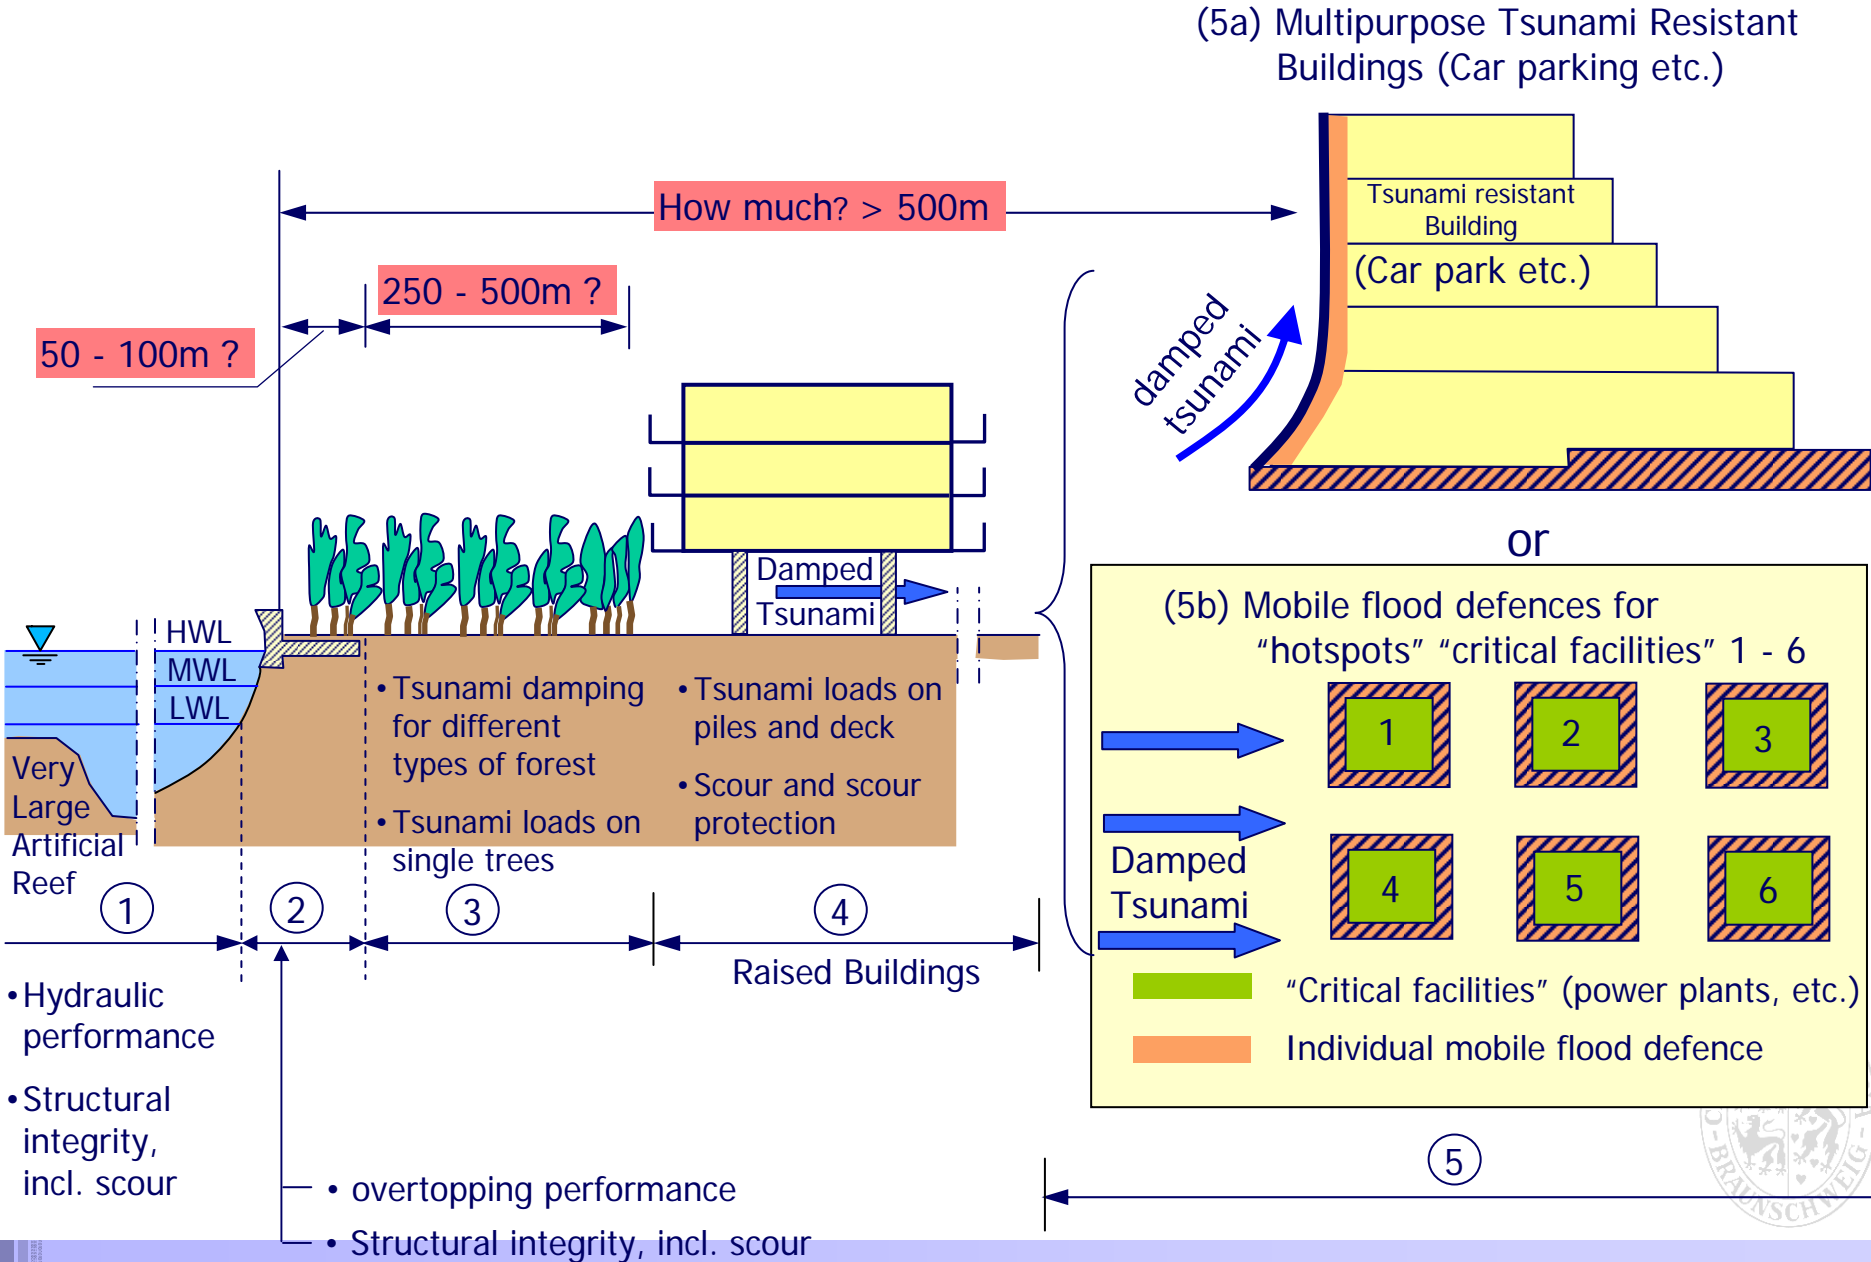 (5a) Multipurpose Tsunami Resistant
Buildings (Car parking etc.)
How much? > 500m
250 - 500m ?
50 - 100m ?
Tsunami resistant
Building
(Car park etc.)
damped
tsunami
Damped
Tsunami
HWL
MWL
LWL
Very
Large
Artificial
Reef
• Tsunami damping
for different
types of forest
• Tsunami loads on
single trees
• Tsunami loads on
piles and deck
• Scour and scour
protection
1
2
3
4
Raised Buildings
• Hydraulic
performance
• Structural
integrity,
incl. scour
• overtopping performance
• Structural integrity, incl. scour
or
(5b) Mobile flood defences for
“hotspots” “critical facilities” 1 - 6
1
2
3
4
5
6
Damped
Tsunami
“Critical facilities” (power plants, etc.)
Individual mobile flood defence
5
BRAUNSCHWEIG